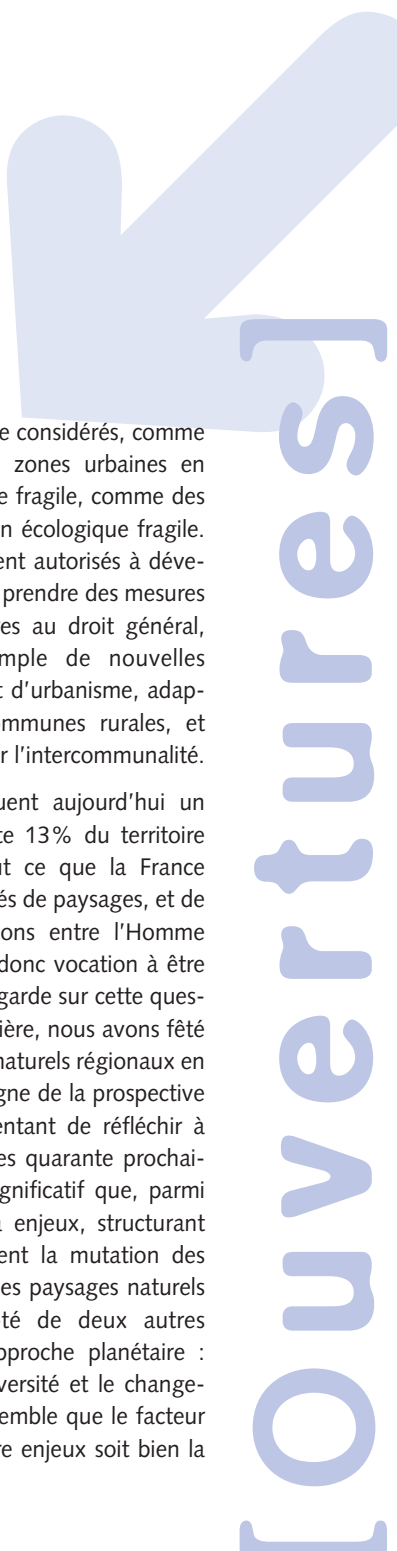 e considérés, comme
zones urbaines en
e fragile, comme des
n écologique fragile.
ent autorisés à déve-
prendre des mesures
es au droit général,
mple de nouvelles
t d'urbanisme, adap-
ommunes rurales, et
r l'intercommunalité.
uent aujourd'hui un
te 13% du territoire
ut ce que la France
és de paysages, et de
ons entre l'Homme
donc vocation à être
garde sur cette ques-
ière, nous avons fêté
naturels régionaux en
igne de la prospective
entant de réfléchir à
es quarante prochai-
gnificatif que, parmi
enjeux, structurant
ent la mutation des
es paysages naturels
té de deux autres
pproche planétaire :
versité et le change-
emble que le facteur
re enjeux soit bien la
[Ouvertures]